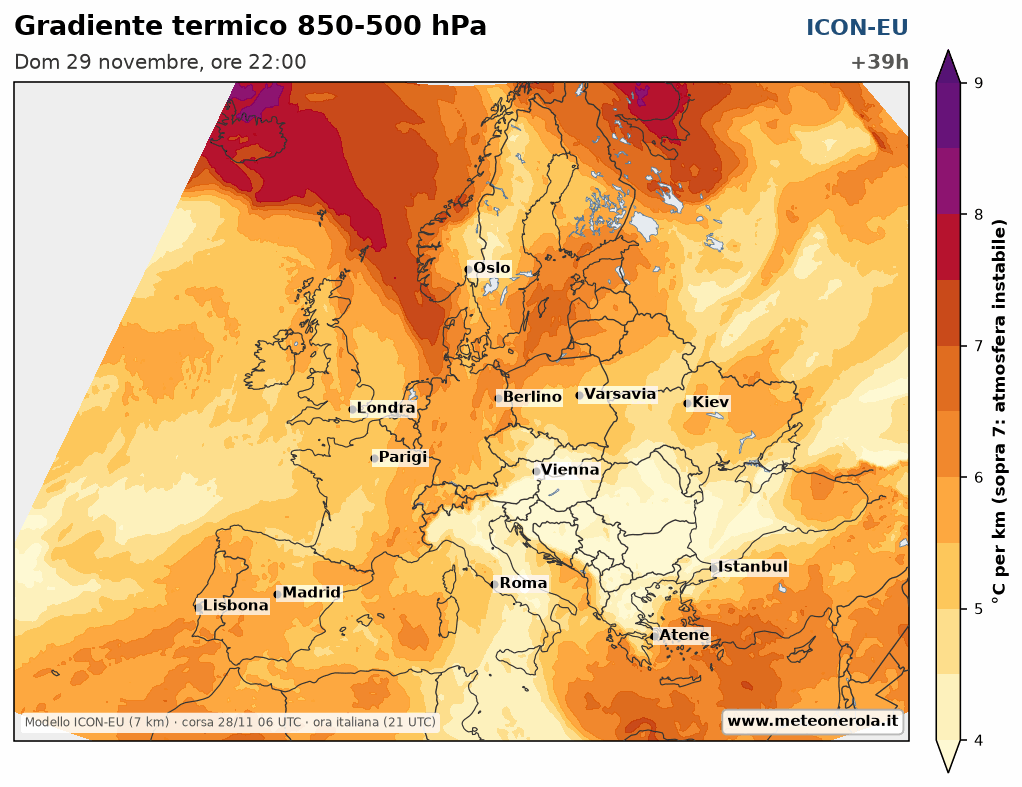 Gradiente termico 850-500 hPa
ICON-EU
Dom 29 novembre, ore 22:00
+39h
9
8
7
6
5
4
°C per km (sopra 7: atmosfera instabile)
Oslo
Berlino
Varsavia
Kiev
Londra
Parigi
Vienna
Istanbul
Roma
Madrid
Lisbona
Atene
Modello ICON-EU (7 km) · corsa 28/11 06 UTC · ora italiana (21 UTC)
www.meteonerola.it